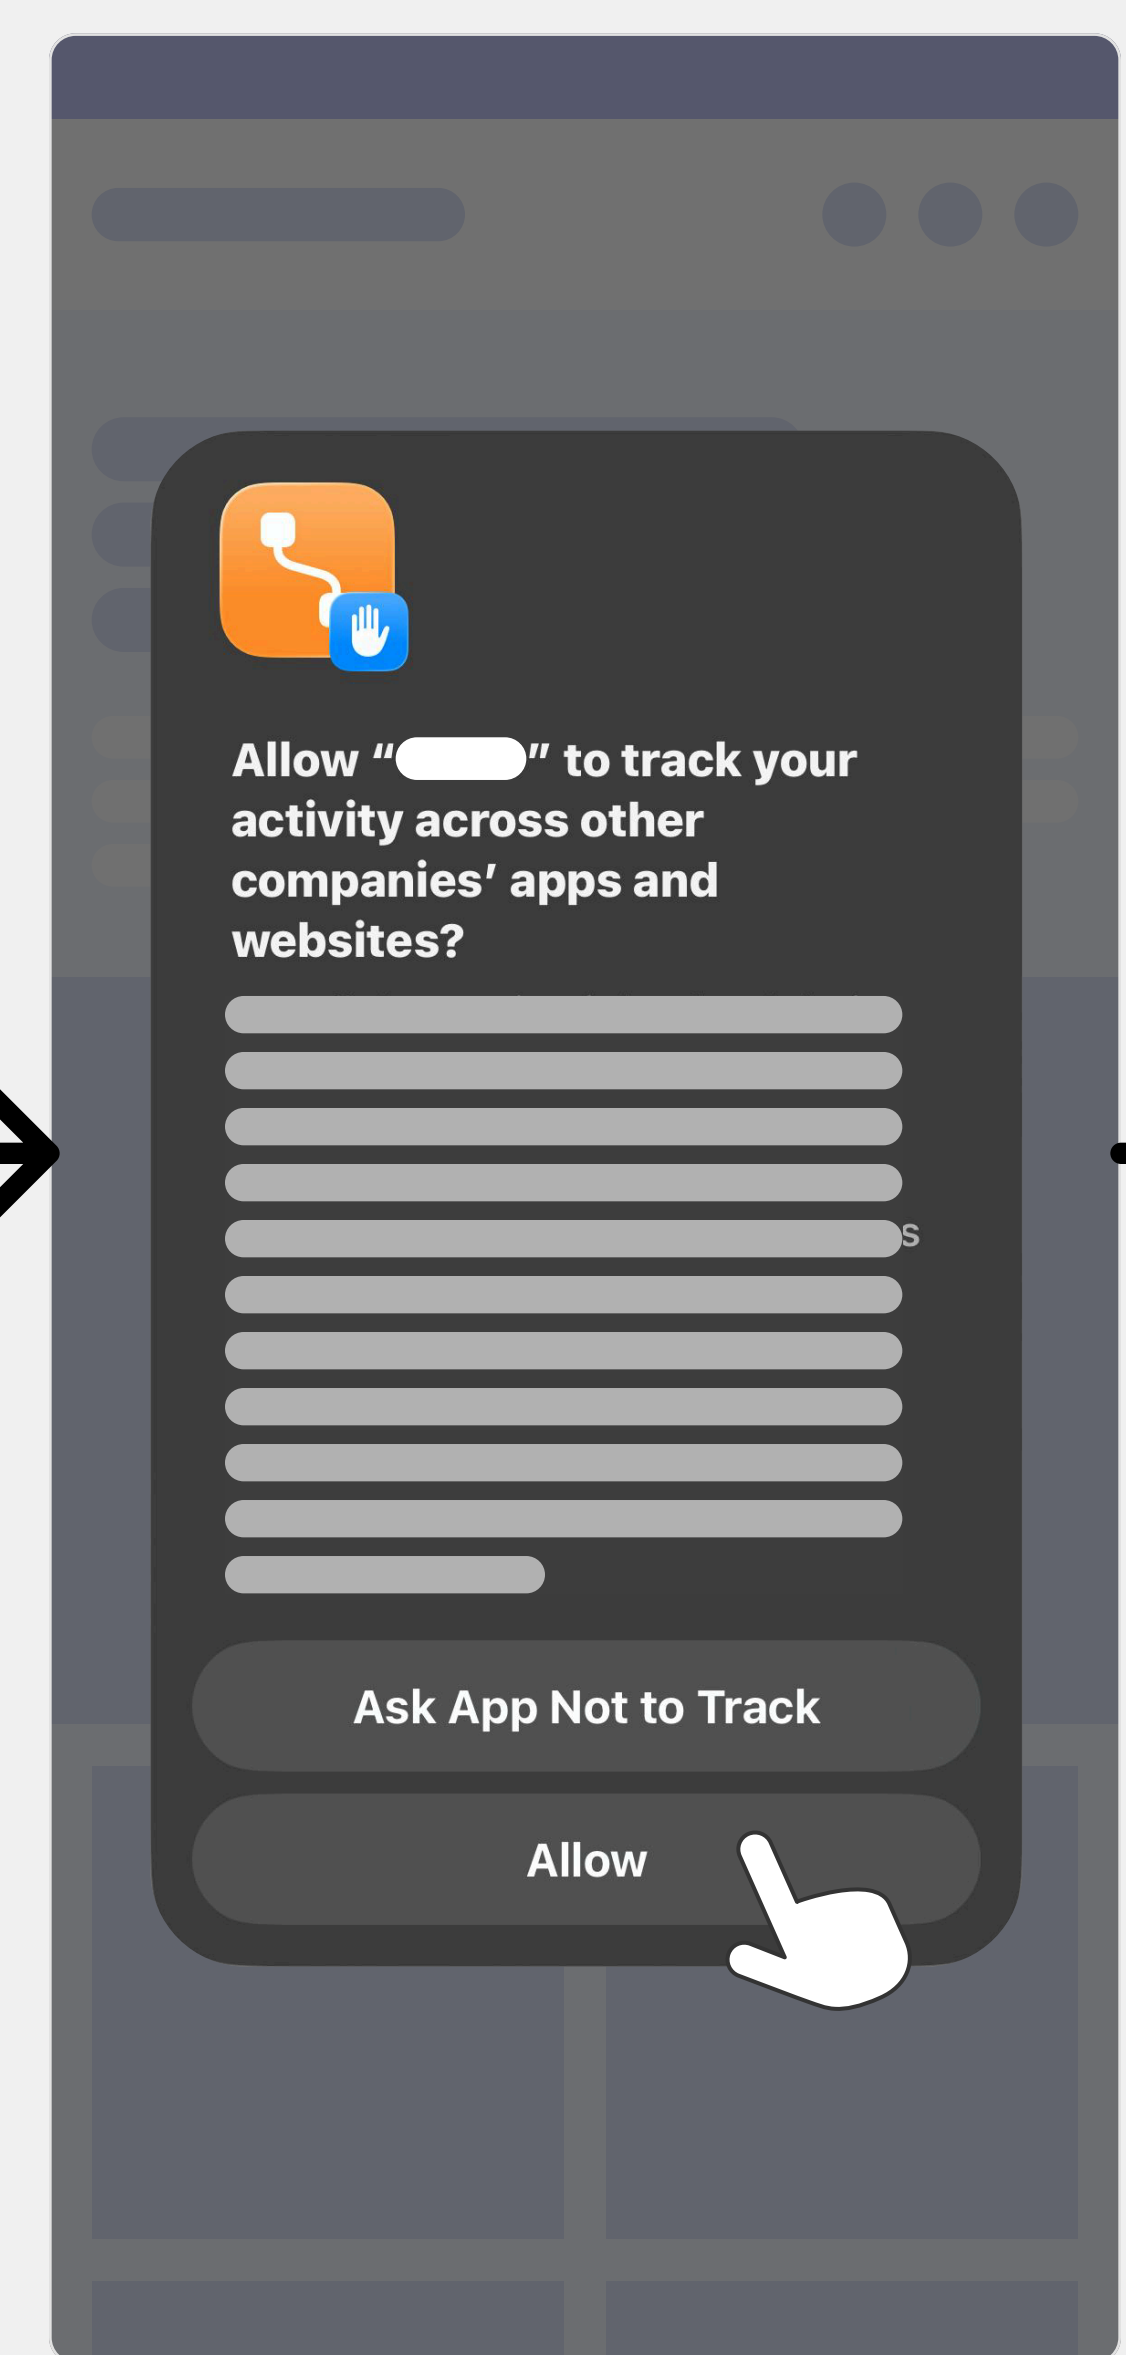 Allow “ ” to track your
activity across other
companies’ apps and
websites?
s
Ask App Not to Track
Allow